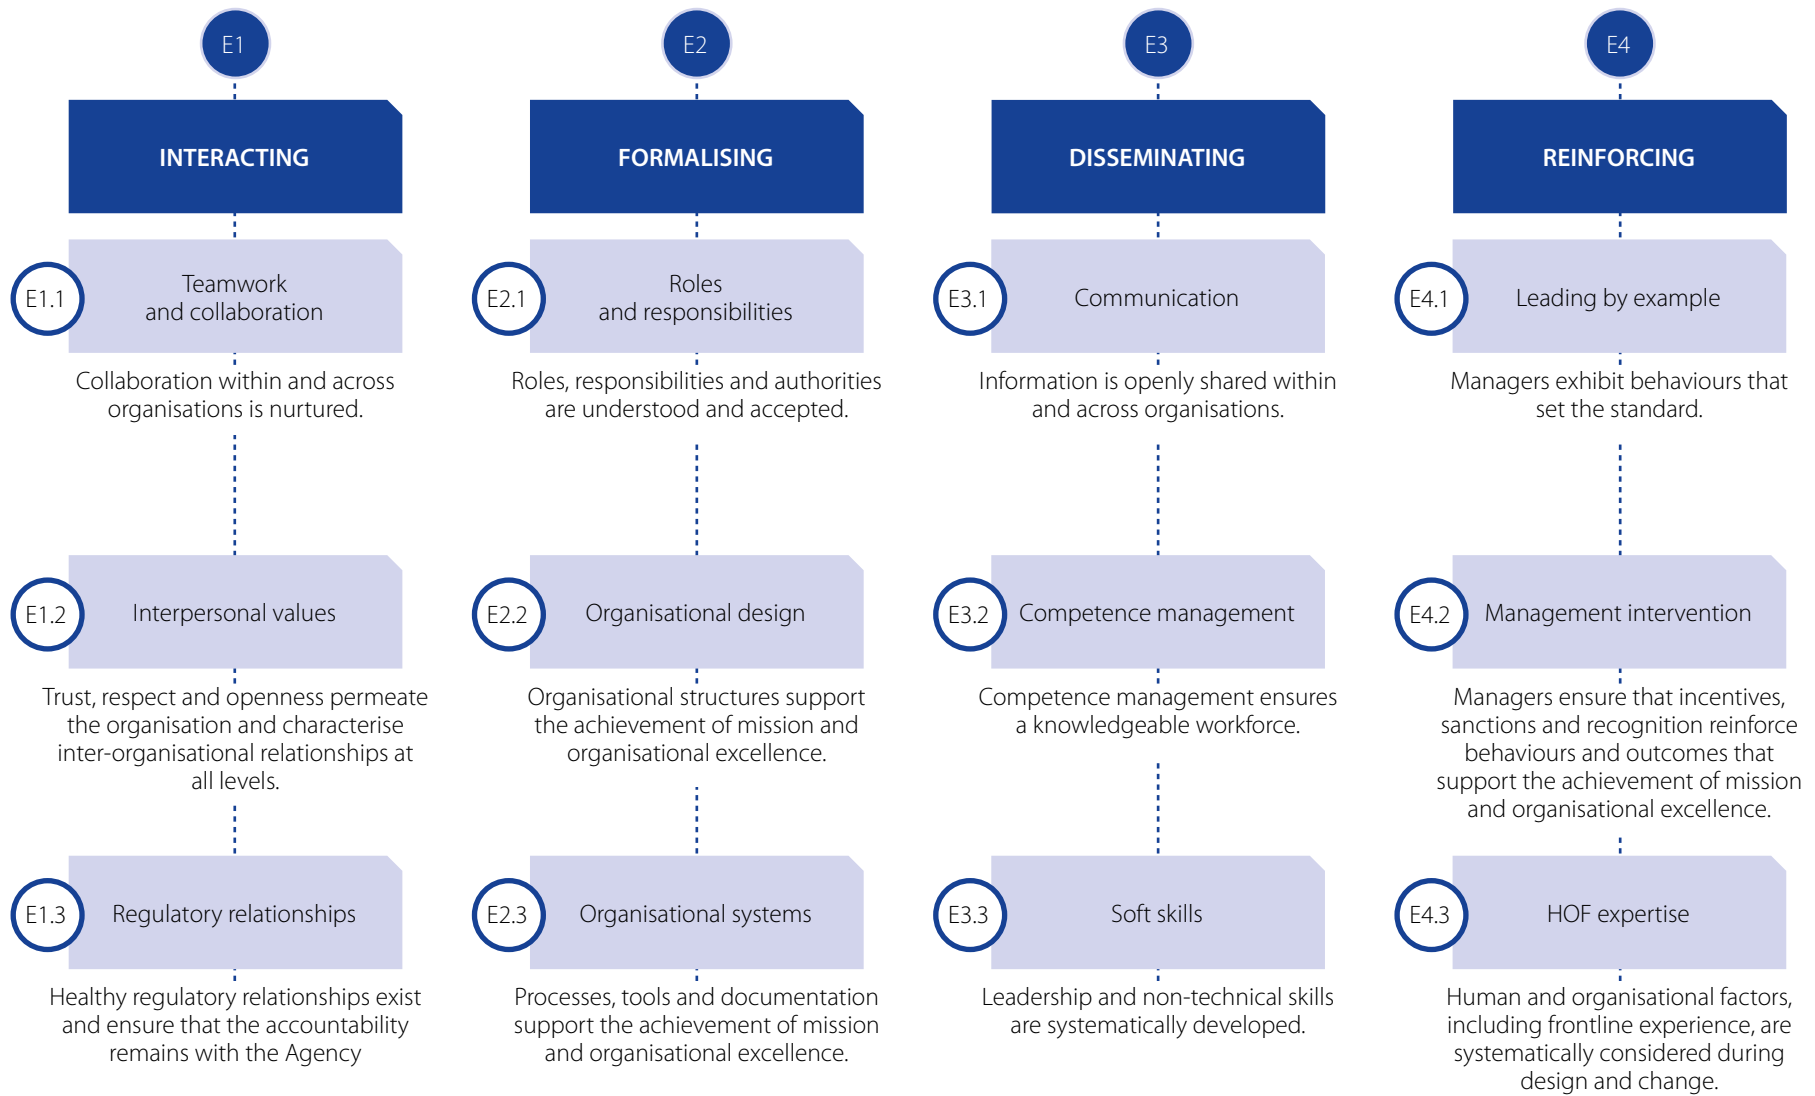 E1
INTERACTING
E1.1
Teamwork
and collaboration
Collaboration within and across
organisations is nurtured.
E1.2
Interpersonal values
Trust, respect and openness permeate
the organisation and characterise
inter-organisational relationships at
all levels.
E1.3
Regulatory relationships
Healthy regulatory relationships exist
and ensure that the accountability
remains with the Agency
E2
FORMALISING
E2.1
Roles
and responsibilities
Roles, responsibilities and authorities
are understood and accepted.
E2.2
Organisational design
Organisational structures support
the achievement of mission and
organisational excellence.
E2.3
Organisational systems
Processes, tools and documentation
support the achievement of mission
and organisational excellence.
E3
DISSEMINATING
E3.1
Communication
Information is openly shared within
and across organisations.
E3.2
Competence management
Competence management ensures
a knowledgeable workforce.
E3.3
Soft skills
Leadership and non-technical skills
are systematically developed.
E4
REINFORCING
E4.1
Leading by example
Managers exhibit behaviours that
set the standard.
E4.2
Management intervention
Managers ensure that incentives,
sanctions and recognition reinforce
behaviours and outcomes that
support the achievement of mission
and organisational excellence.
E4.3
HOF expertise
Human and organisational factors,
including frontline experience, are
systematically considered during
design and change.